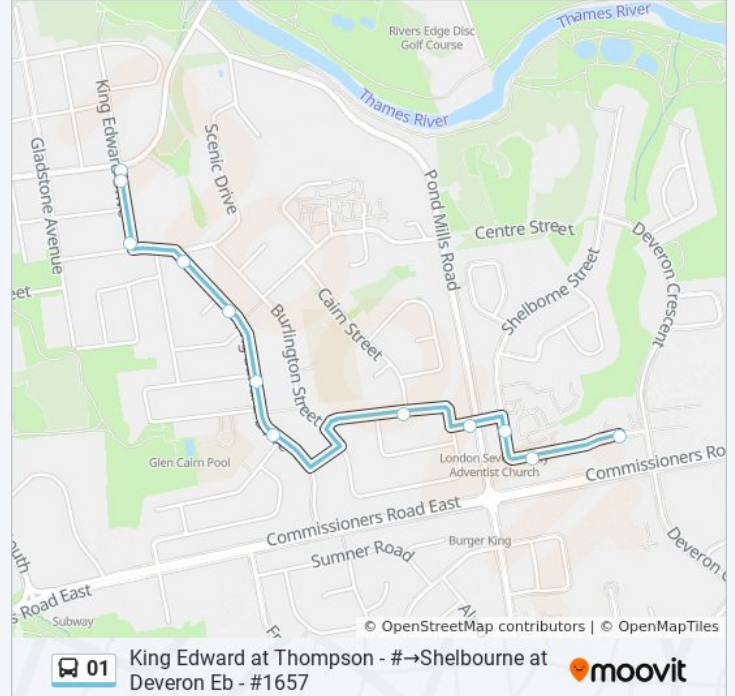 Rivers Edge Disc
Golf Course
Thames River
Thames River
King Edward
Gladstone Avenue
Scenic Drive
Pond Mills Road
Centre Street
Deveron Crescent
Shelborne Street
Cairn Street
Burlington Street
Glen Cairn Pool
London Seve
Adventist Church
Commissioners Ro
Commissioners Road East
Burger King
Sumner Road
s Road East
Subway
© OpenStreetMap contributors | © OpenMapTiles
01
King Edward at Thompson - #→Shelbourne at
Deveron Eb - #1657
moovit